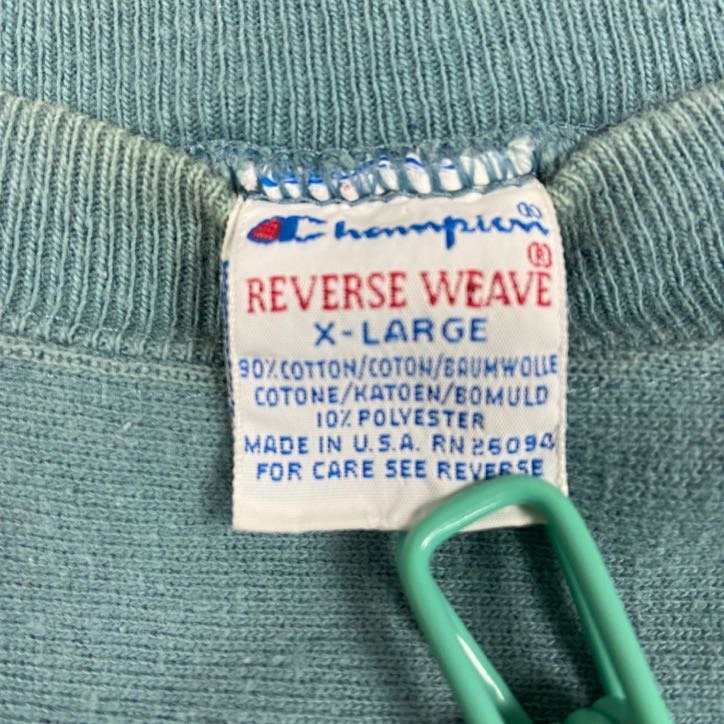 Champion®
REVERSE WEAVE®
X-LARGE
90% COTTON/COTON/BAUMWOLLE
COTONE/KATOEN/BOMULD
10% POLYESTER
MADE IN U.S.A. RN 26094
FOR CARE SEE REVERSE